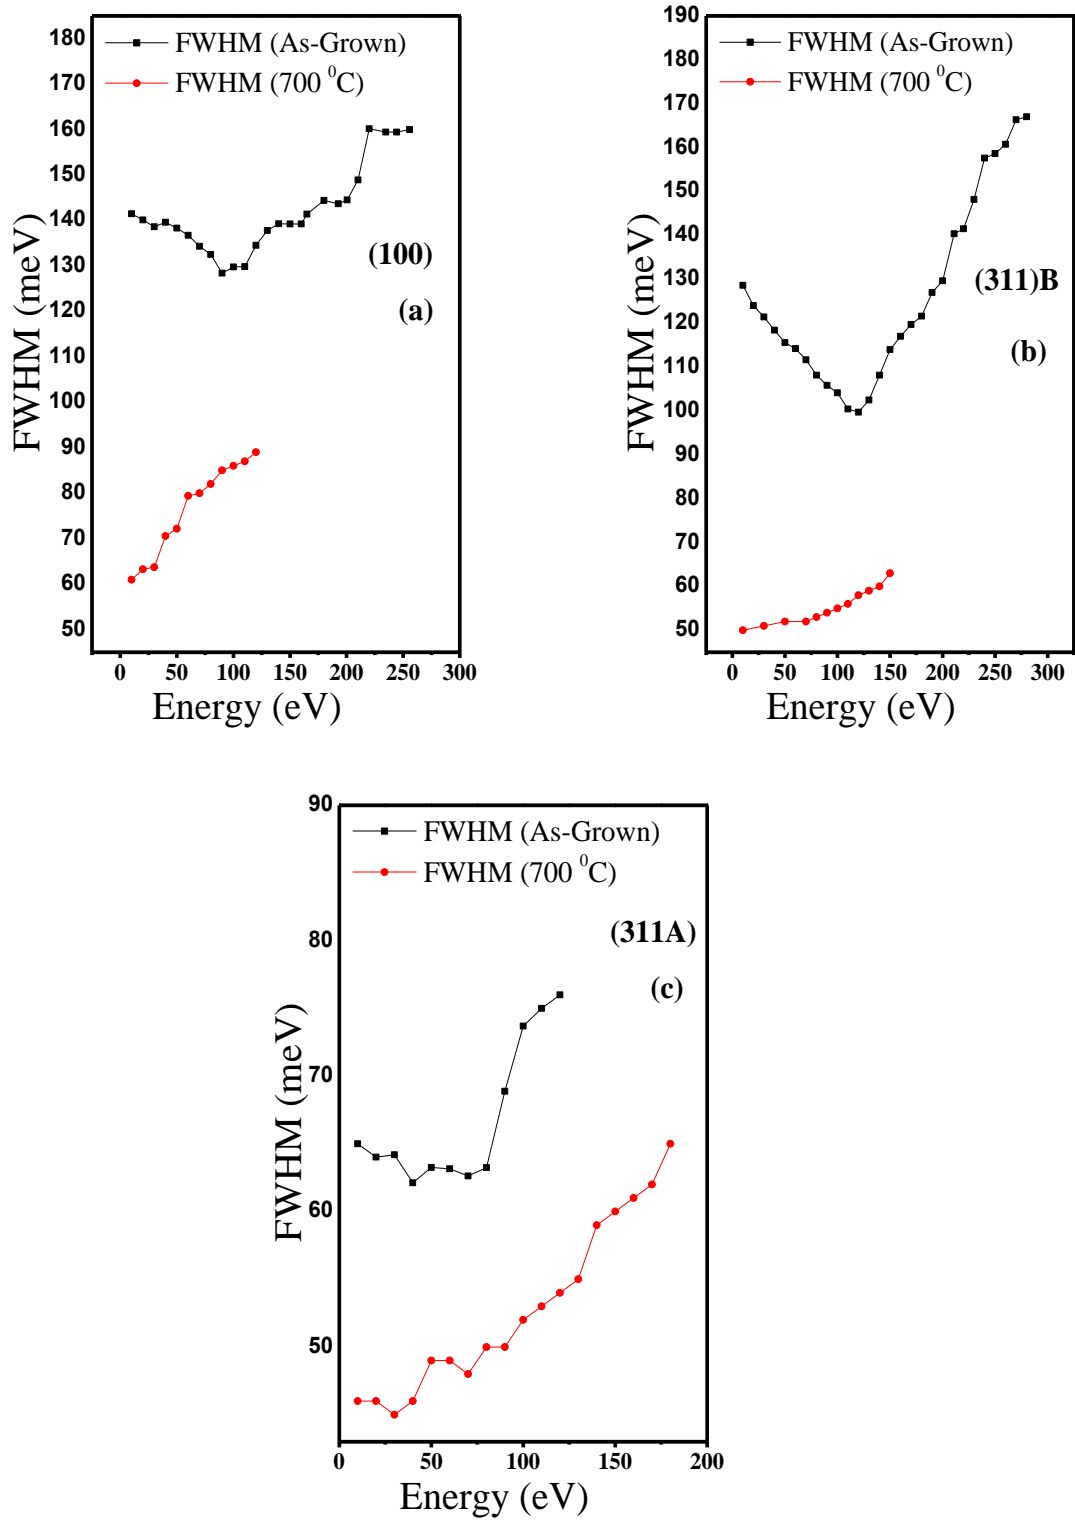 FWHM (As-Grown)
FWHM (700 ⁰C)
180
170
160
150
140
130
120
110
100
90
80
70
60
50
FWHM (meV)
(100)
(a)
0 50 100 150 200 250 300
Energy (eV)
FWHM (As-Grown)
FWHM (700 ⁰C)
190
180
170
160
150
140
130
120
110
100
90
80
70
60
50
FWHM (meV)
(311)B
(b)
0 50 100 150 200 250 300
Energy (eV)
FWHM (As-Grown)
FWHM (700 ⁰C)
90
80
70
60
50
FWHM (meV)
(311A)
(c)
0 50 100 150 200
Energy (eV)